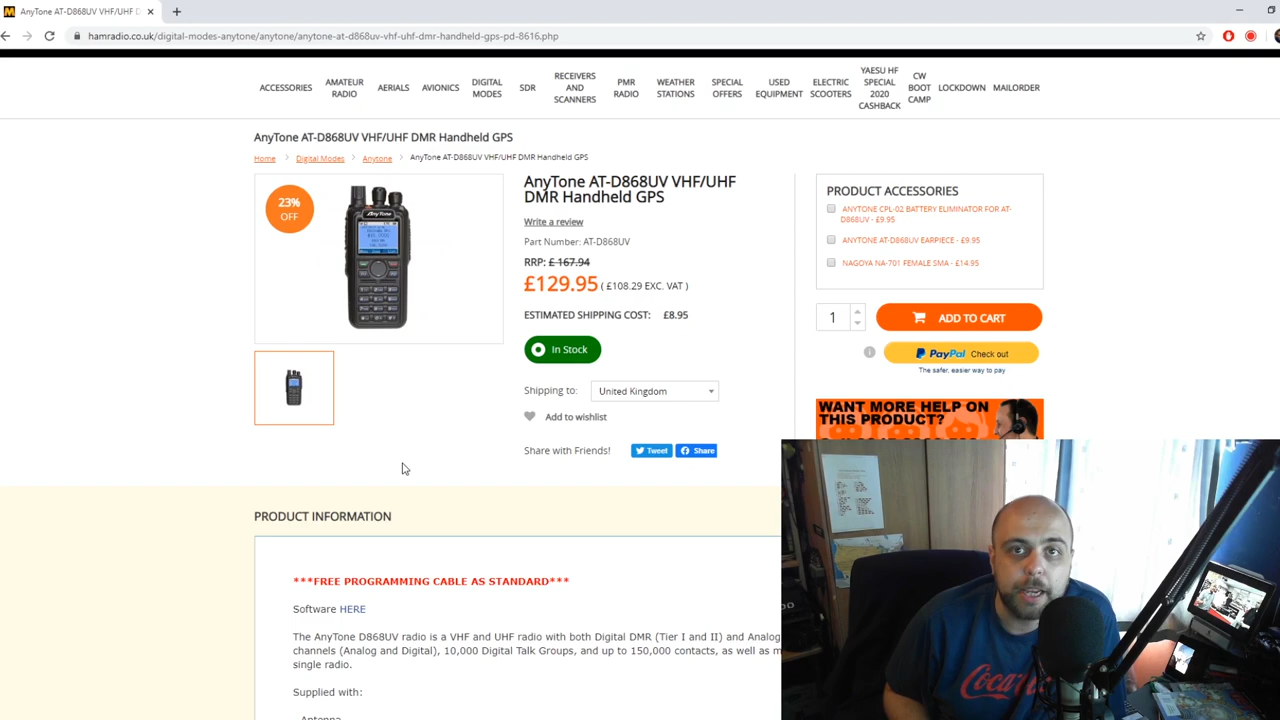 AnyTone AT-D868UV VHF/UHF D
hamradio.co.uk/digital-modes-anytone/anytone/anytone-at-d868uv-vhf-uhf-dmr-handheld-gps-pd-8616.php
ACCESSORIES
AMATEUR
RADIO
AERIALS
AVIONICS
DIGITAL
MODES
SDR
RECEIVERS
AND
SCANNERS
PMR
RADIO
WEATHER
STATIONS
SPECIAL
OFFERS
USED
EQUIPMENT
ELECTRIC
SCOOTERS
YAESU HF
SPECIAL
2020
CASHBACK
CW
BOOT
CAMP
LOCKDOWN
MAILORDER
AnyTone AT-D868UV VHF/UHF DMR Handheld GPS
Home > Digital Modes > Anytone > AnyTone AT-D868UV VHF/UHF DMR Handheld GPS
23%
OFF
AnyTone
AnyTone AT-D868UV VHF/UHF
DMR Handheld GPS
Write a review
Part Number: AT-D868UV
RRP: £ 167.94
£129.95 ( £108.29 EXC. VAT )
ESTIMATED SHIPPING COST: £8.95
In Stock
Shipping to: United Kingdom
Add to wishlist
Share with Friends! Tweet Share
PRODUCT ACCESSORIES
ANYTONE CPL-02 BATTERY ELIMINATOR FOR AT-
D868UV - £9.95
ANYTONE AT-D868UV EARPIECE - £9.95
NAGOYA NA-701 FEMALE SMA - £14.95
1
ADD TO CART
PayPal Check out
The safer, easier way to pay
WANT MORE HELP ON
THIS PRODUCT?
PRODUCT INFORMATION
***FREE PROGRAMMING CABLE AS STANDARD***
Software HERE
The AnyTone D868UV radio is a VHF and UHF radio with both Digital DMR (Tier I and II) and Analog
channels (Analog and Digital), 10,000 Digital Talk Groups, and up to 150,000 contacts, as well as m
single radio.
Supplied with:
Antenna